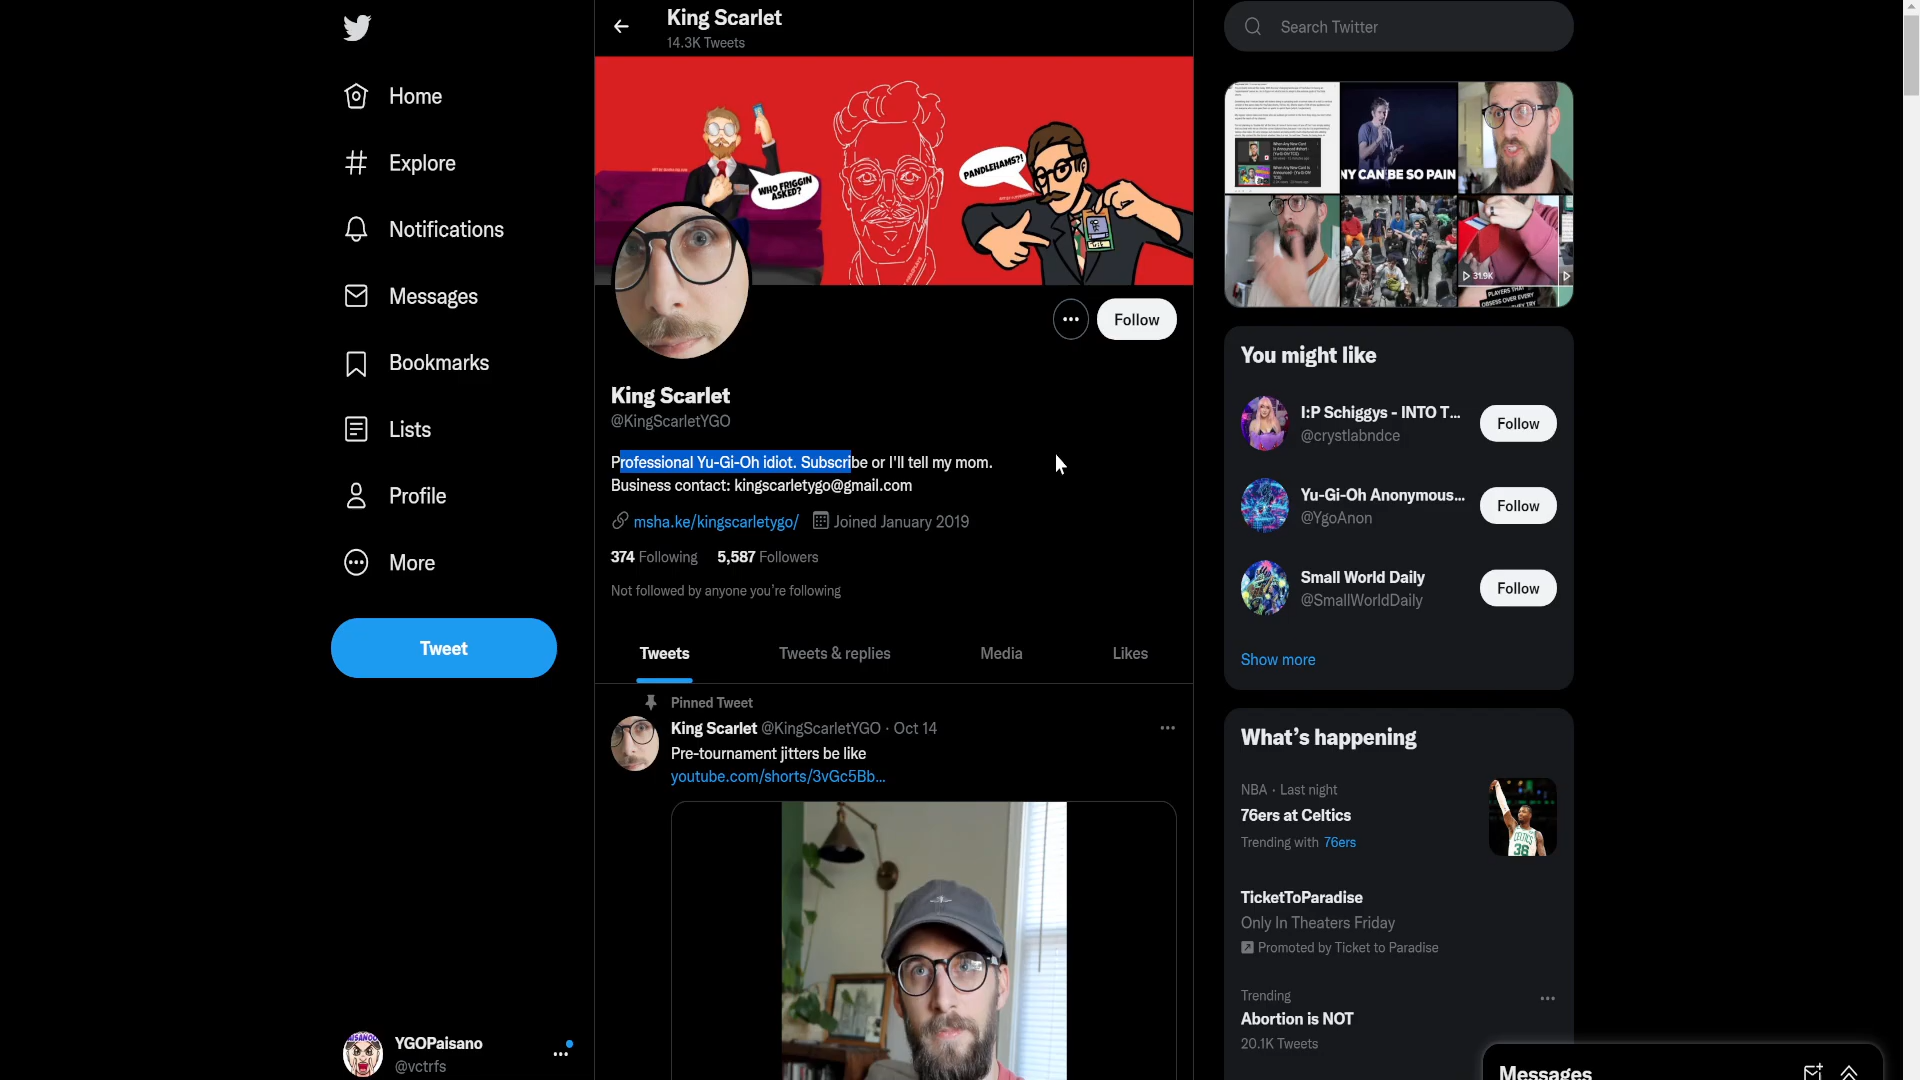 King Scarlet
14.3K Tweets
Search Twitter
Home
Explore
Notifications
Messages
Bookmarks
Lists
Profile
More
Tweet
YGOPaisano
@vctrfs
WHO FRIGGIN
ASKED?
PANDLEHAMS?!
Follow
King Scarlet
@KingScarletYGO
Professional Yu-Gi-Oh idiot. Subscribe or I'll tell my mom.
Business contact: kingscarletygo@gmail.com
msha.ke/kingscarletygo/ Joined January 2019
374 Following 5,587 Followers
Not followed by anyone you're following
Tweets Tweets & replies Media Likes
Pinned Tweet
King Scarlet @KingScarletYGO · Oct 14
Pre-tournament jitters be like
youtube.com/shorts/3vGc5Bb...
NY CAN BE SO PAIN
31.9K
PLAYERS THAT
OBSESS OVER EVERY
You might like
I:P Schiggys - INTO T...
@crystlabndce
Follow
Yu-Gi-Oh Anonymous...
@YgoAnon
Follow
Small World Daily
@SmallWorldDaily
Follow
Show more
What's happening
NBA · Last night
76ers at Celtics
Trending with 76ers
CELTICS
36
TicketToParadise
Only In Theaters Friday
Promoted by Ticket to Paradise
Trending
Abortion is NOT
20.1K Tweets
Messages